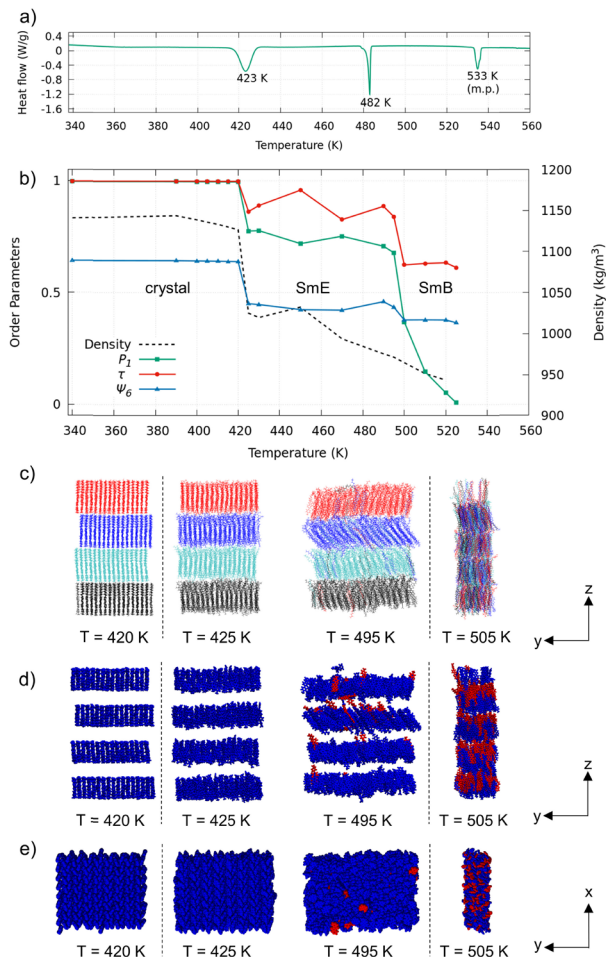 a)
Heat flow (W/g)
0.4
0
-0.4
-0.8
-1.2
-1.6
423 K
482 K
533 K
(m.p.)
340 360 380 400 420 440 460 480 500 520 540 560
Temperature (K)
b)
Order Parameters
1
0.5
0
crystal
SmE
SmB
Density
P1
τ
Ψ6
1200
1150
1100
1050
1000
950
900
Density (kg/m3)
340 360 380 400 420 440 460 480 500 520 540 560
Temperature (K)
c)
T = 420 K T = 425 K T = 495 K T = 505 K
z
y
d)
T = 420 K T = 425 K T = 495 K T = 505 K
z
y
e)
T = 420 K T = 425 K T = 495 K T = 505 K
x
y